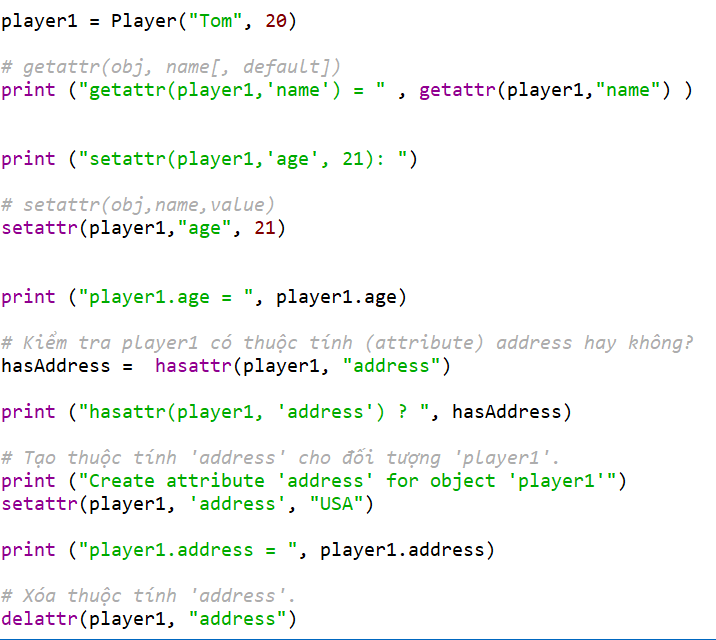 player1 = Player("Tom", 20)
# getattr(obj, name[, default])
print ("getattr(player1,'name') = " , getattr(player1,"name") )
print ("setattr(player1,'age', 21): ")
# setattr(obj,name,value)
setattr(player1,"age", 21)
print ("player1.age = ", player1.age)
# Kiểm tra player1 có thuộc tính (attribute) address hay không?
hasAddress =  hasattr(player1, "address")
print ("hasattr(player1, 'address') ? ", hasAddress)
# Tạo thuộc tính 'address' cho đối tượng 'player1'.
print ("Create attribute 'address' for object 'player1'")
setattr(player1, 'address', "USA")
print ("player1.address = ", player1.address)
# Xóa thuộc tính 'address'.
delattr(player1, "address")